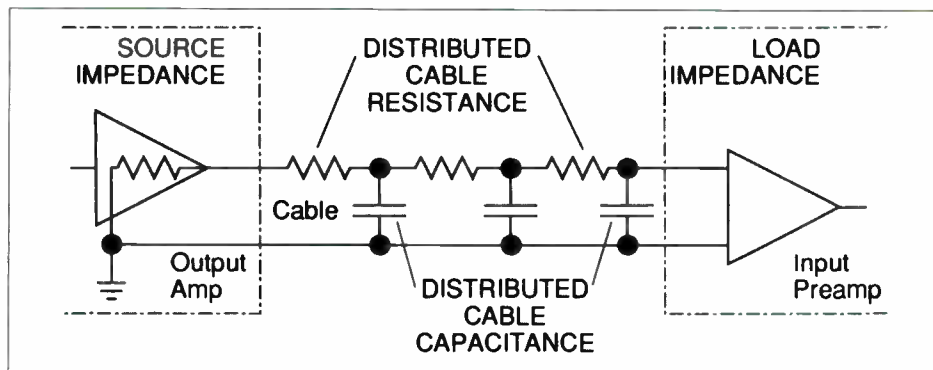 SOURCE
IMPEDANCE
DISTRIBUTED
CABLE
RESISTANCE
LOAD
IMPEDANCE
Cable
Output
Amp
DISTRIBUTED
CABLE
CAPACITANCE
Input
Preamp